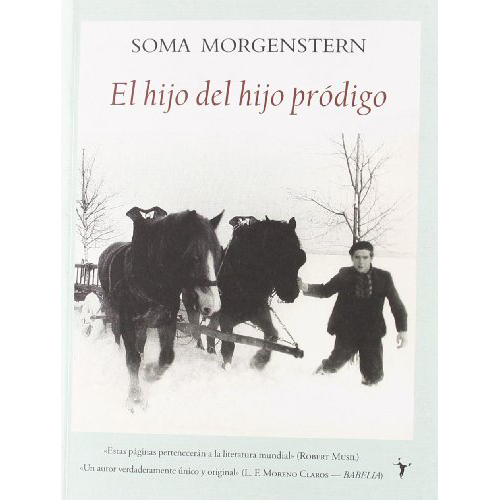 SOMA MORGENSTERN
El hijo del hijo pródigo
«Estas páginas pertenecerán a la literatura mundial» (ROBERT MUSIL)
«Un autor verdaderamente único y original» (L. F. MORENO CLAROS — BABELIA)